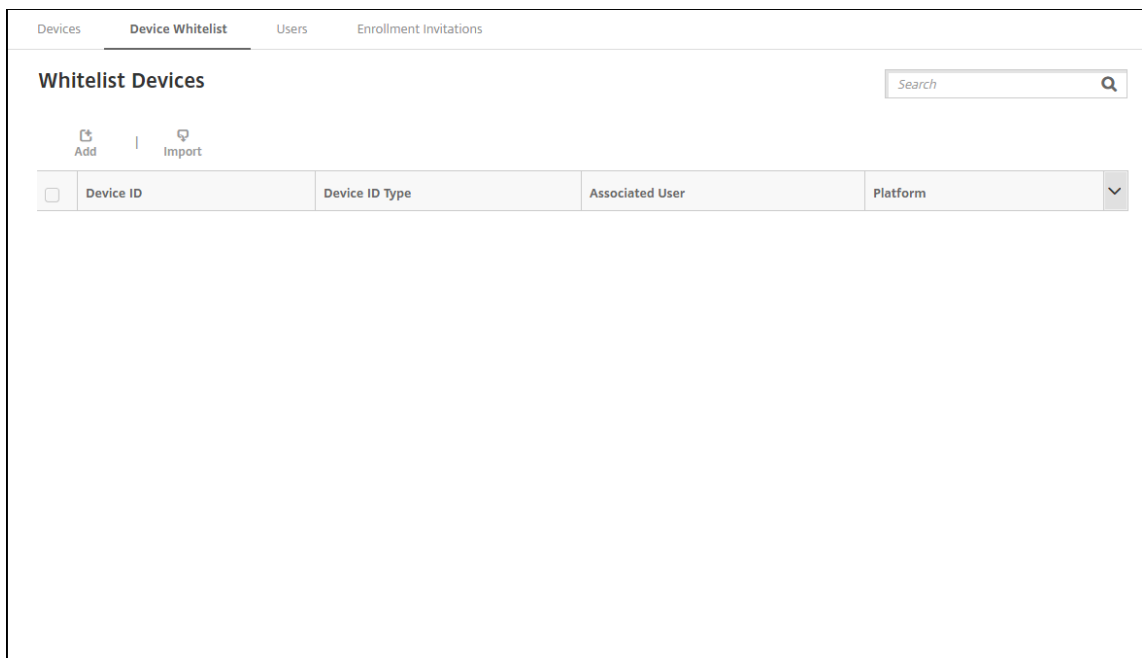 Devices Device Whitelist Users Enrollment Invitations
Whitelist Devices
Search
Add | Import
Device ID Device ID Type Associated User Platform